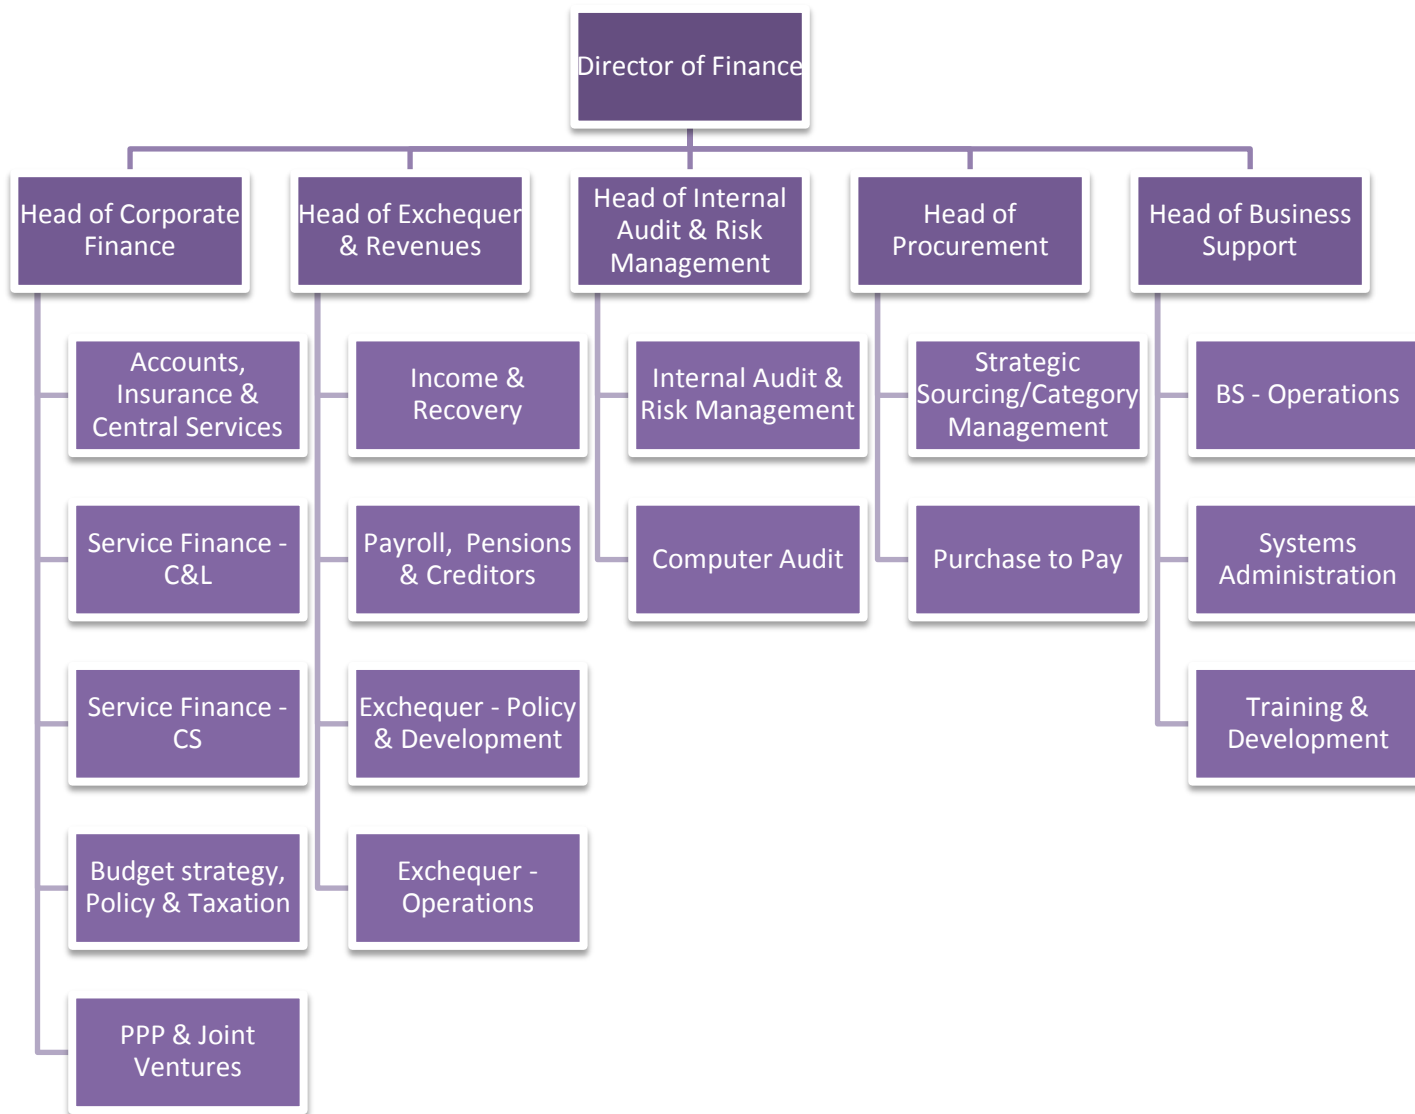 Director of Finance
Head of Corporate
Finance
Head of Exchequer
& Revenues
Head of Internal
Audit & Risk
Management
Head of
Procurement
Head of Business
Support
Accounts,
Insurance &
Central Services
Income &
Recovery
Internal Audit &
Risk Management
Strategic
Sourcing/Category
Management
BS - Operations
Service Finance -
C&L
Payroll,  Pensions
& Creditors
Computer Audit
Purchase to Pay
Systems
Administration
Service Finance -
CS
Exchequer - Policy
& Development
Training &
Development
Budget strategy,
Policy & Taxation
Exchequer -
Operations
PPP & Joint
Ventures